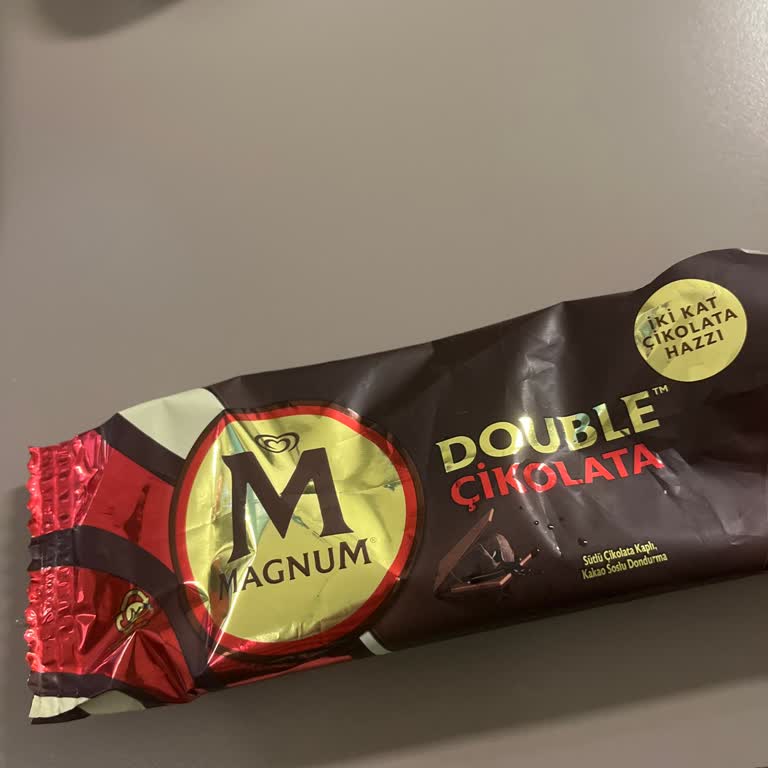 İKİ KAT
ÇİKOLATA
HAZZI
DOUBLE™
ÇİKOLATA
M
MAGNUM®
Sütlü Çikolata Kaplı,
Kakao Soslu Dondurma